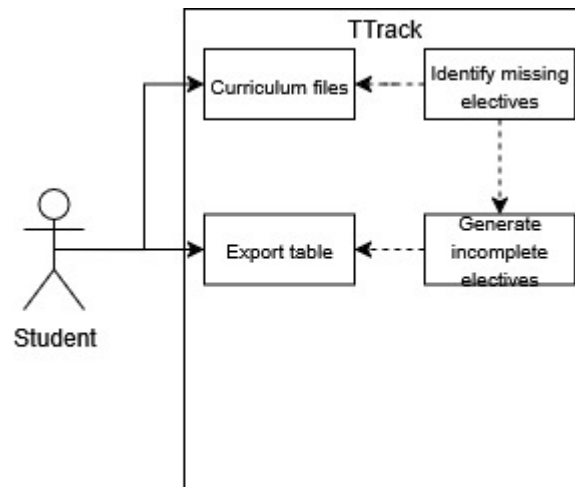 TTrack
Curriculum files
Identify missing
electives
Export table
Generate
incomplete
electives
Student